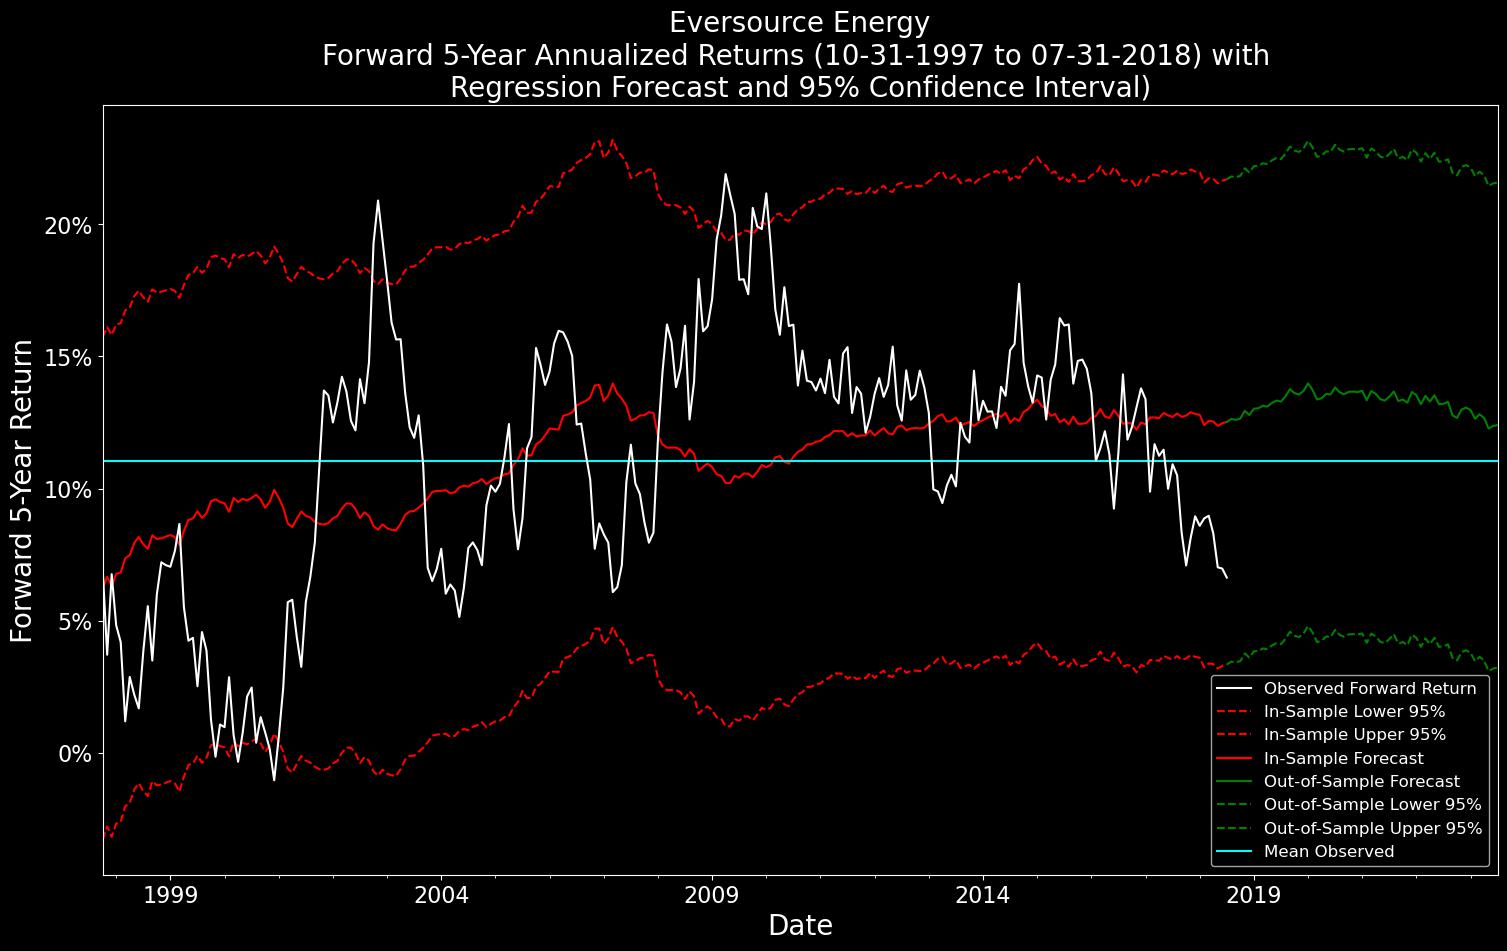 Eversource Energy
Forward 5-Year Annualized Returns (10-31-1997 to 07-31-2018) with
Regression Forecast and 95% Confidence Interval)
Forward 5-Year Return
20%
15%
10%
5%
0%
1999
2004
2009
2014
2019
Date
Observed Forward Return
In-Sample Lower 95%
In-Sample Upper 95%
In-Sample Forecast
Out-of-Sample Forecast
Out-of-Sample Lower 95%
Out-of-Sample Upper 95%
Mean Observed